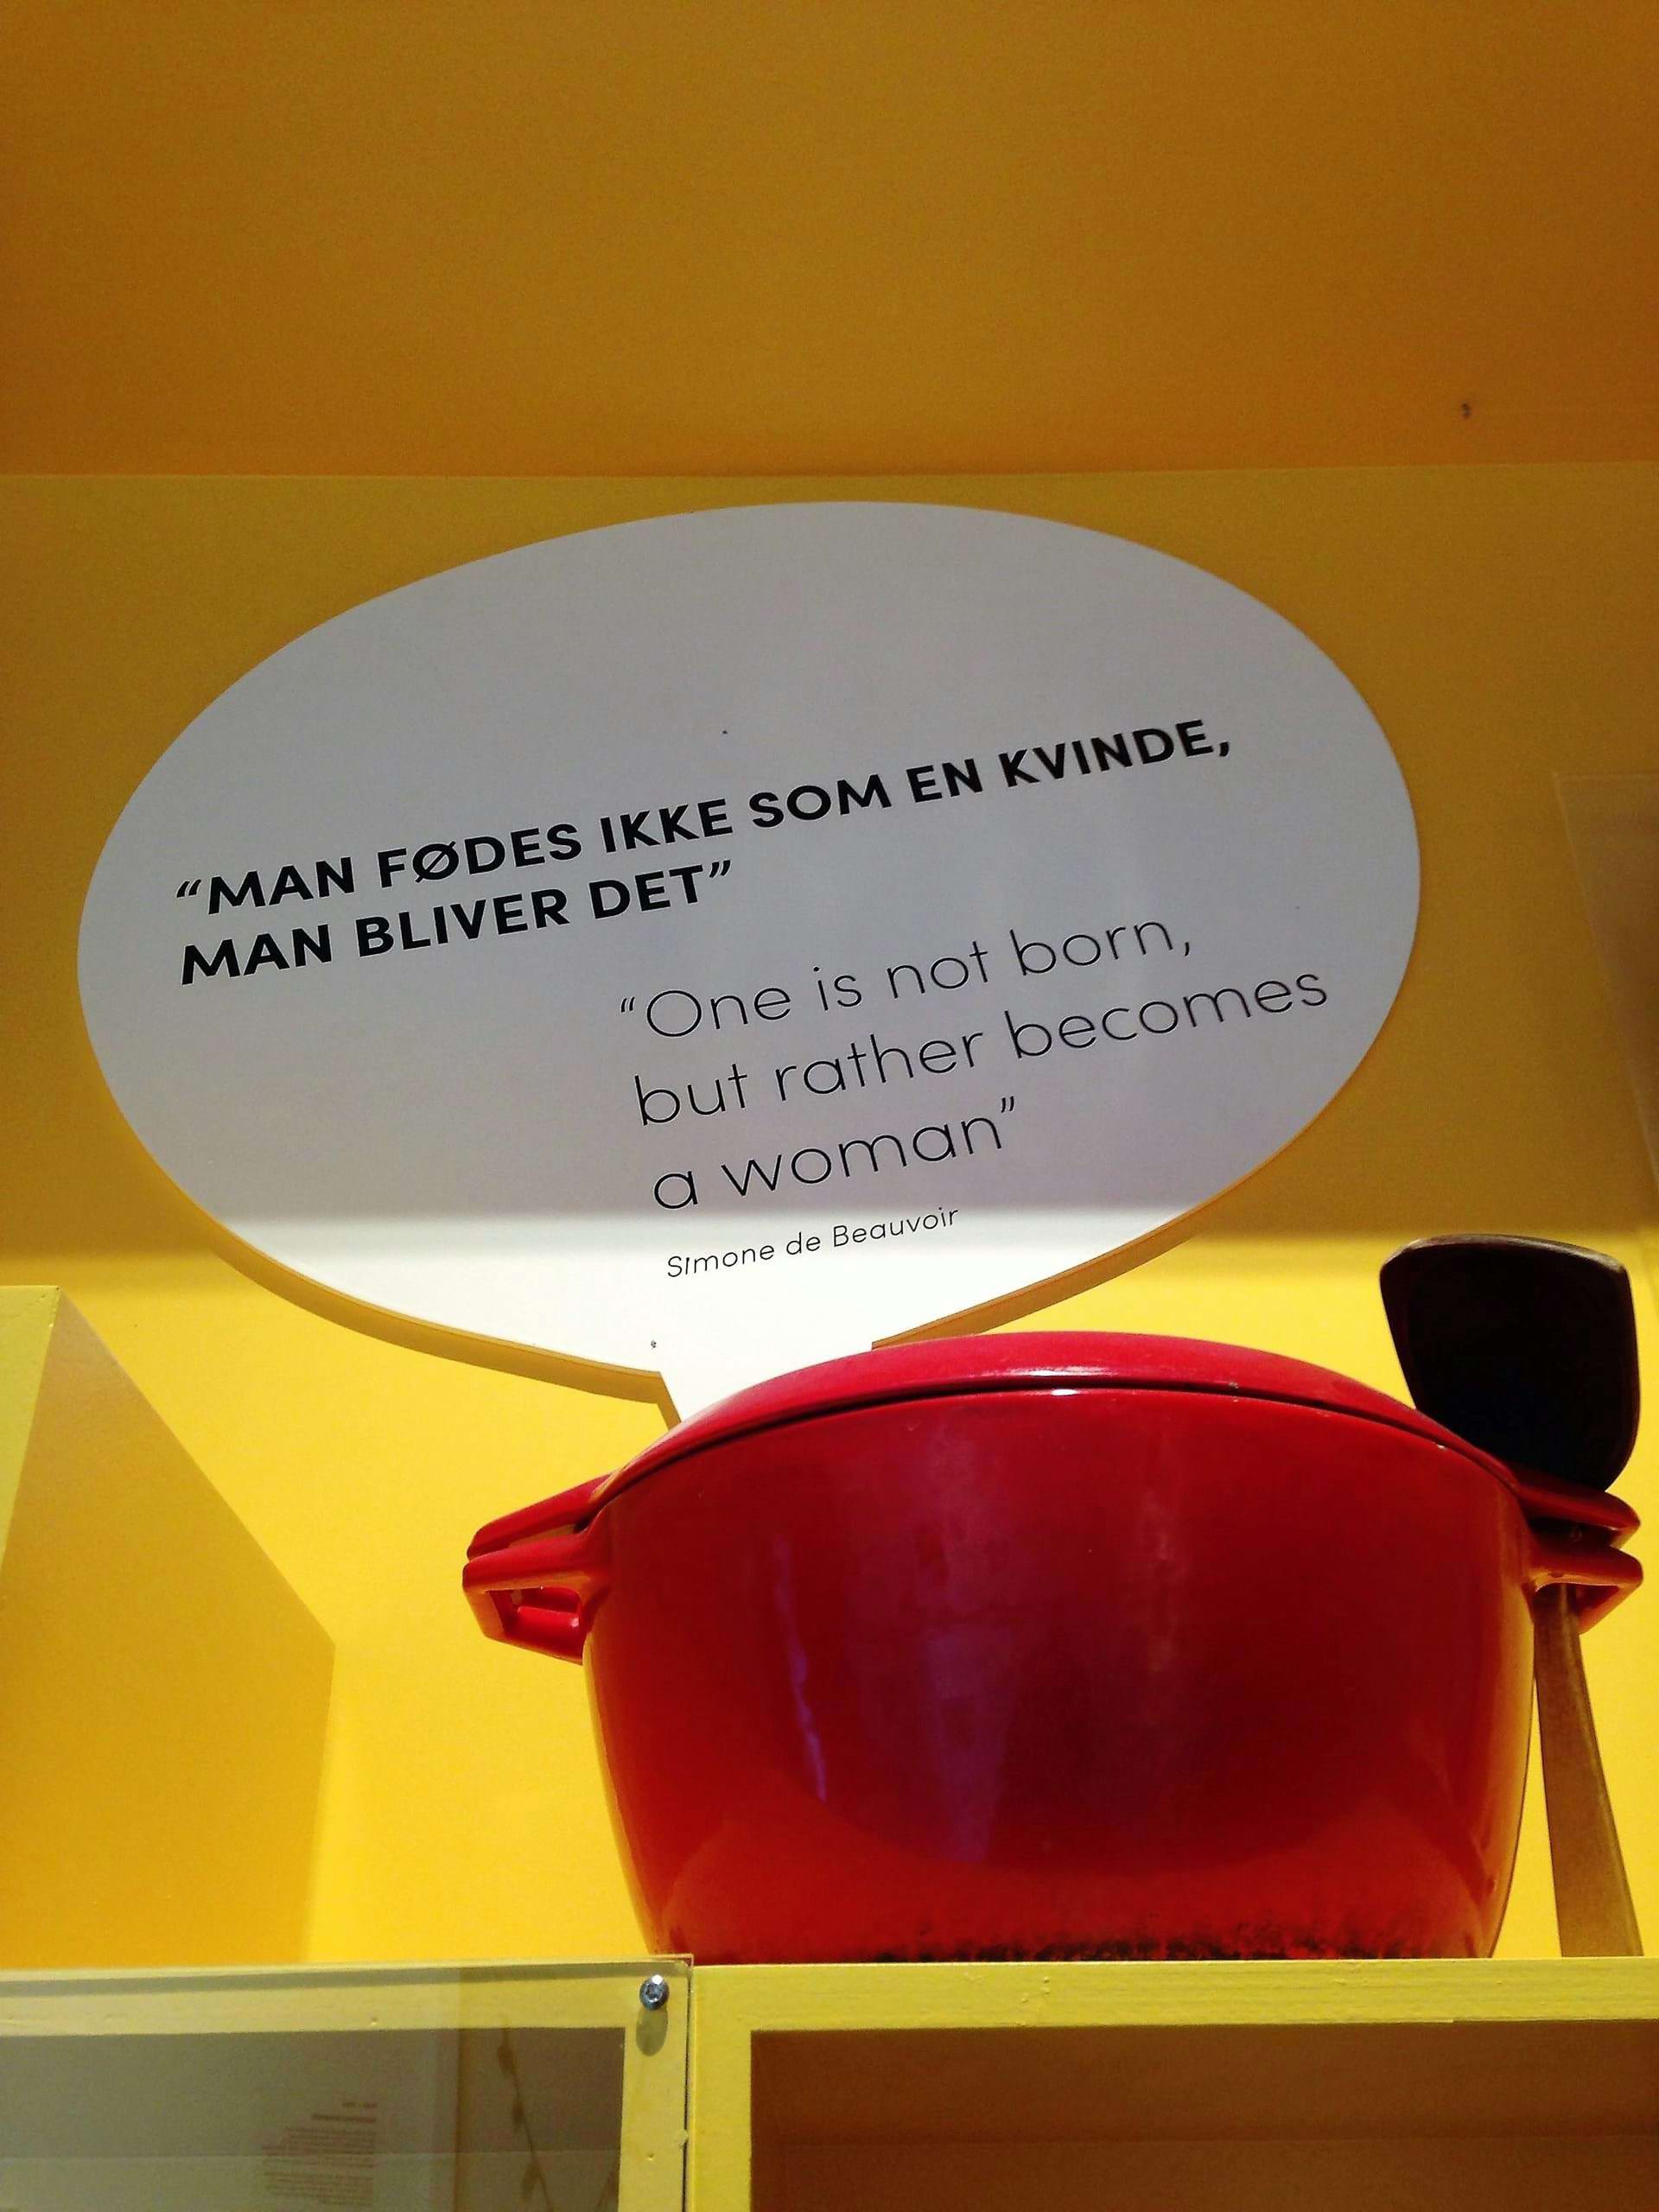 “MAN FØDES IKKE SOM EN KVINDE,
MAN BLIVER DET”
“One is not born,
but rather becomes
a woman”
Simone de Beauvoir